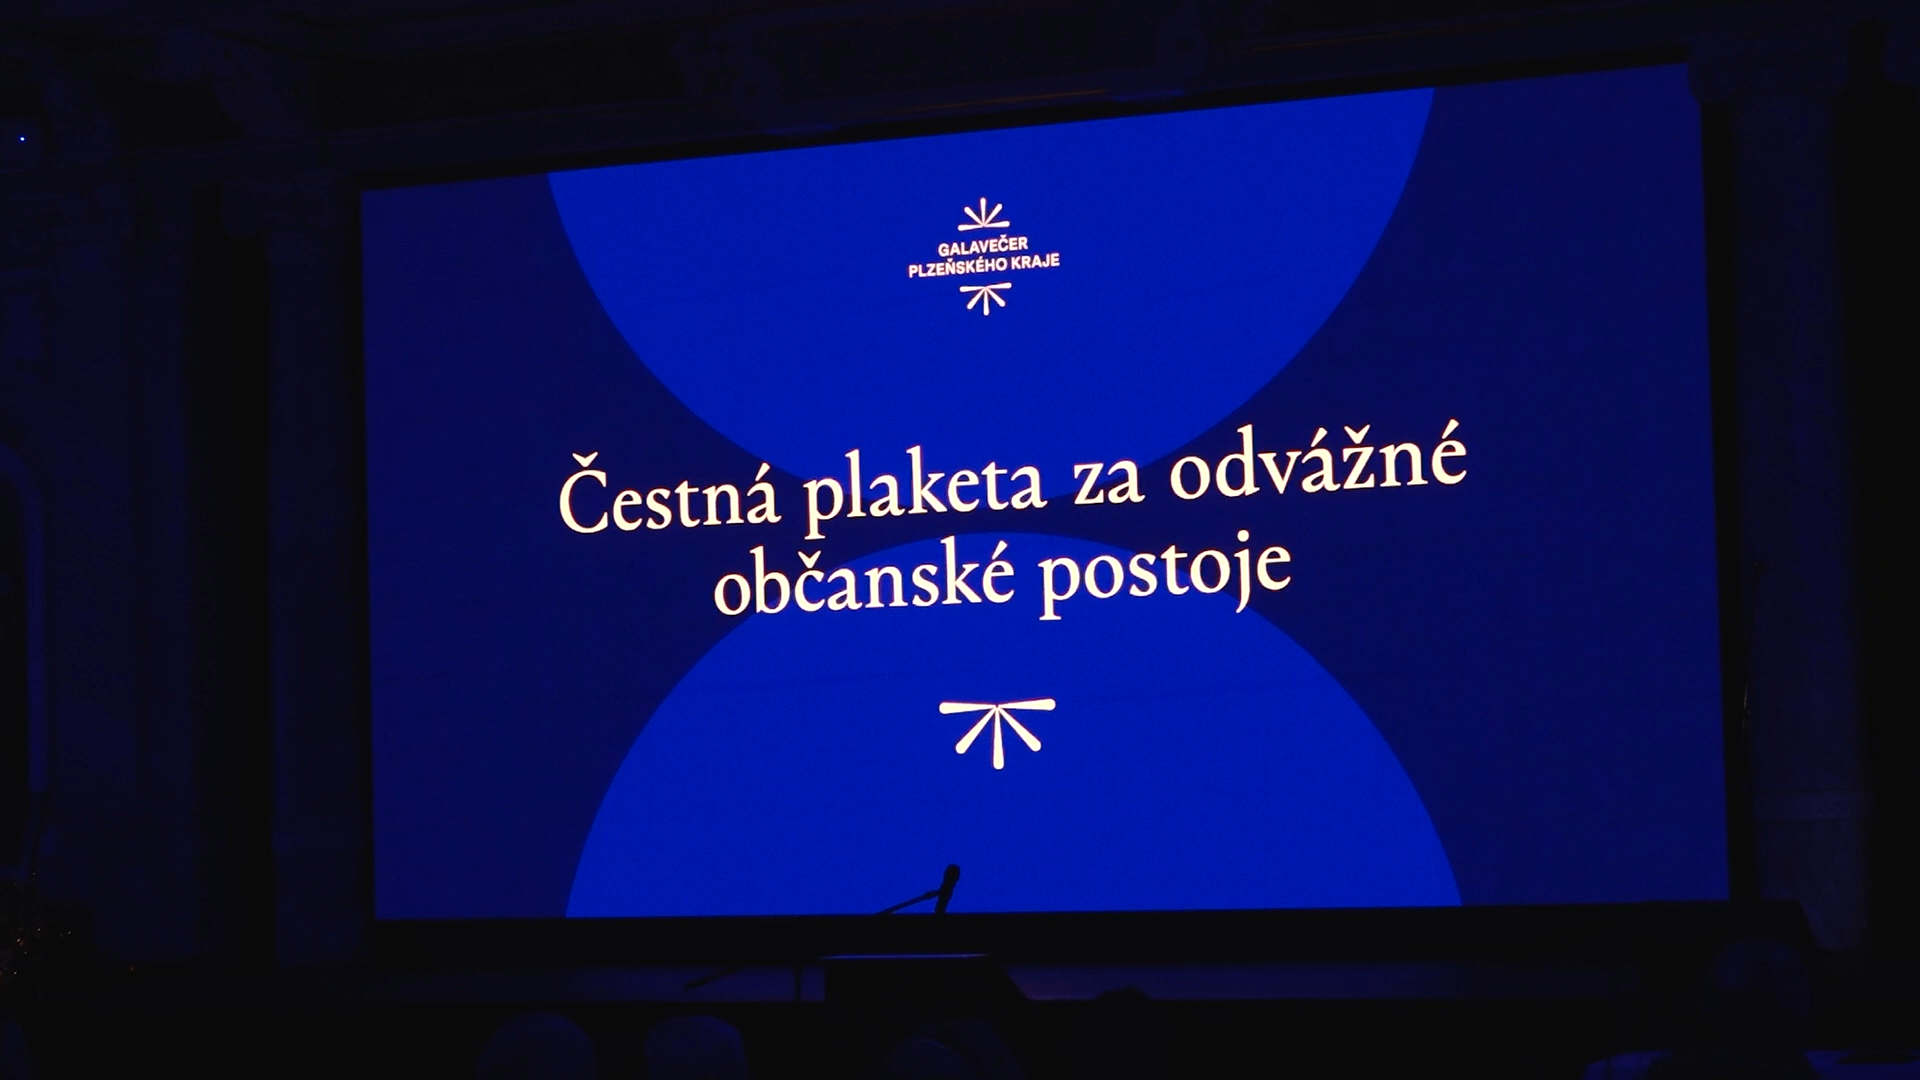 GALAVEČER
PLZEŇSKÉHO KRAJE
Čestná plaketa za odvážné
občanské postoje